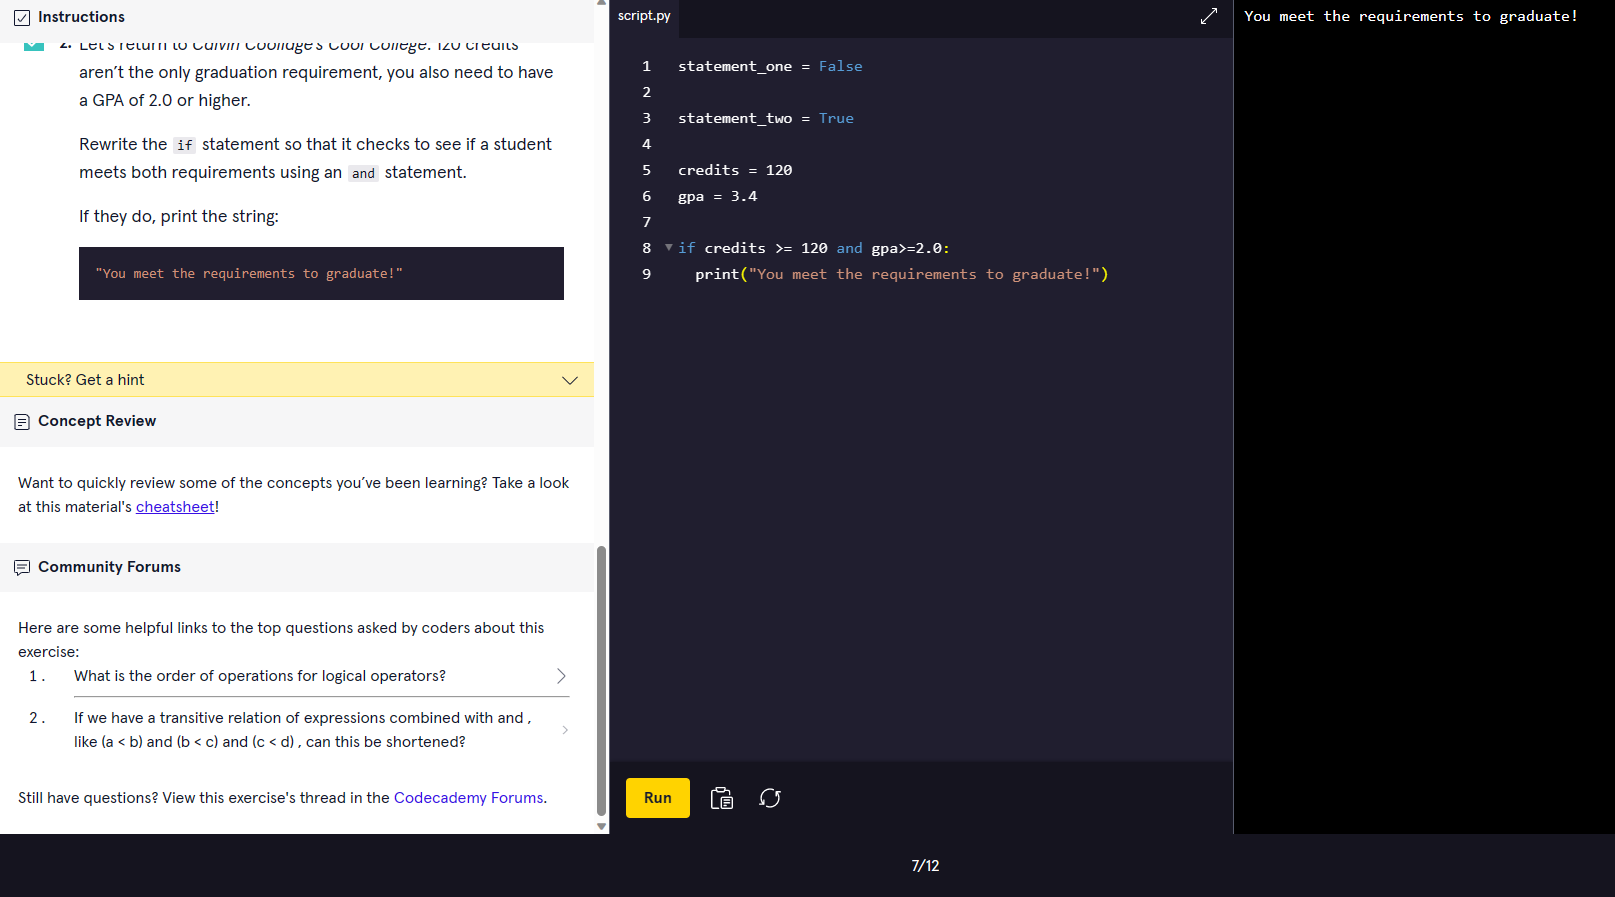 Instructions
2. Let's return to Calvin Coolidge's Cool College. 120 credits
aren't the only graduation requirement, you also need to have
a GPA of 2.0 or higher.
Rewrite the if statement so that it checks to see if a student
meets both requirements using an and statement.
If they do, print the string:
"You meet the requirements to graduate!"
Stuck? Get a hint
Concept Review
Want to quickly review some of the concepts you've been learning? Take a look
at this material's cheatsheet!
Community Forums
Here are some helpful links to the top questions asked by coders about this
exercise:
1. What is the order of operations for logical operators?
2. If we have a transitive relation of expressions combined with and ,
like (a < b) and (b < c) and (c < d) , can this be shortened?
Still have questions? View this exercise's thread in the Codecademy Forums.
script.py
1 statement_one = False
2
3 statement_two = True
4
5 credits = 120
6 gpa = 3.4
7
8 if credits >= 120 and gpa>=2.0:
9 print("You meet the requirements to graduate!")
Run
You meet the requirements to graduate!
7/12